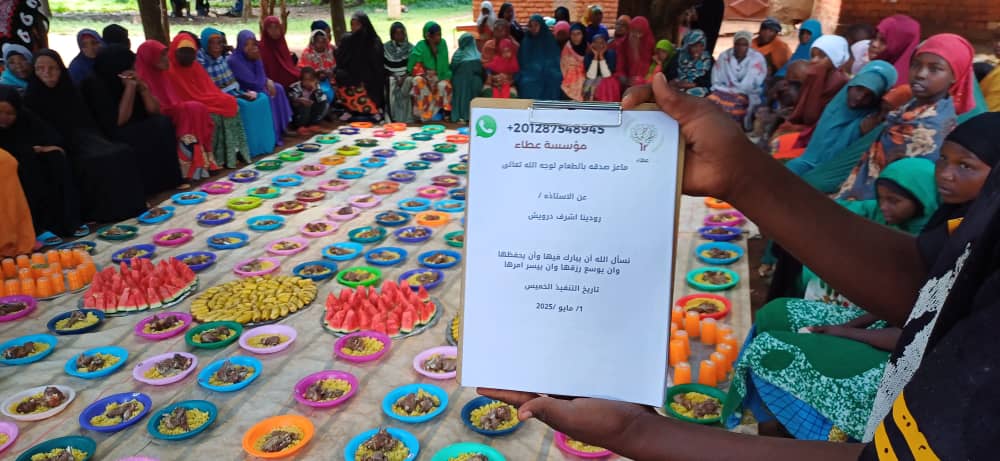 +201287548945
مؤسسة عطاء
عطاء
ماعز صدقه بالطعام لوجه الله تعالى
عن الاستاذه /
رودينا اشرف درويش
نسأل الله أن يبارك فيها وأن يحفظها
وان يوسع رزقها وان ييسر امرها
تاريخ التنفيذ الخميس
1/ مايو /2025